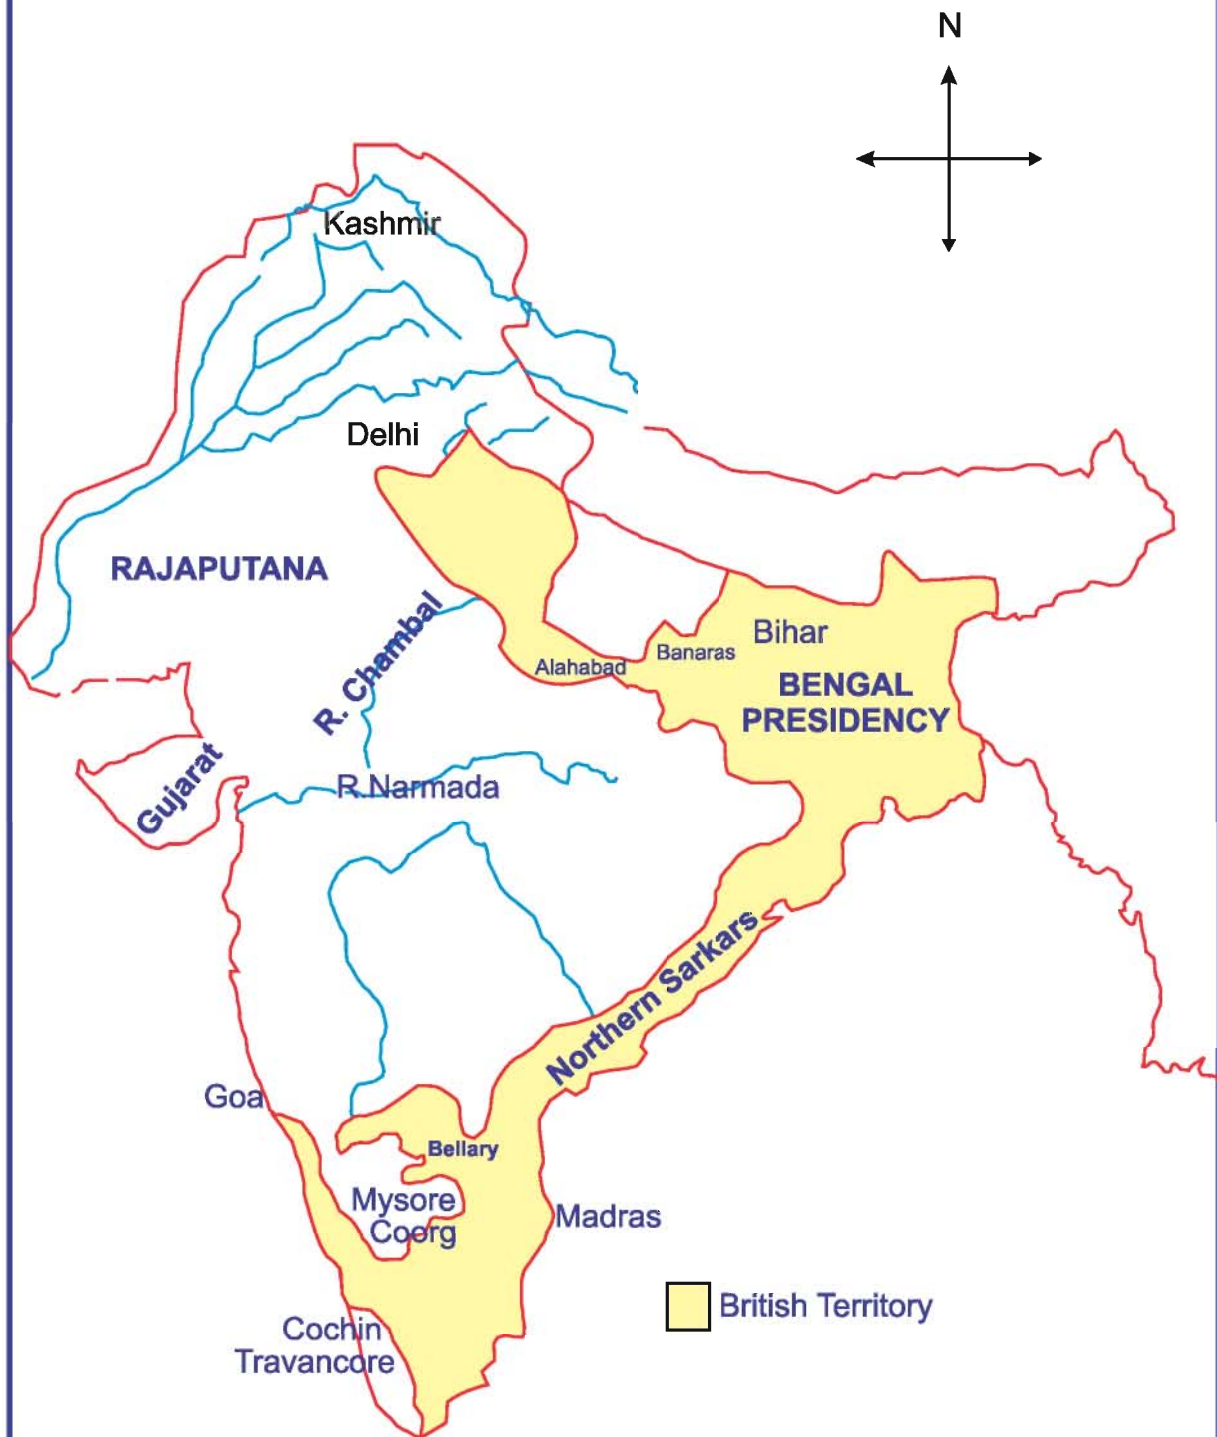 N
Kashmir
Delhi
RAJAPUTANA
R. Chambal
Bihar
Banaras
Alahabad
BENGAL
PRESIDENCY
Gujarat
R.Narmada
Northern Sarkars
Goa
Bellary
Mysore
Coorg
Madras
British Territory
Cochin
Travancore